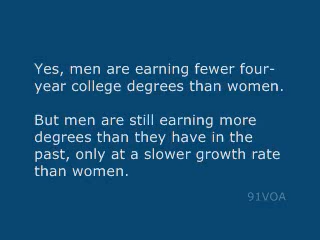 Yes, men are earning fewer four-
year college degrees than women.
But men are still earning more
degrees than they have in the
past, only at a slower growth rate
than women.
91VOA